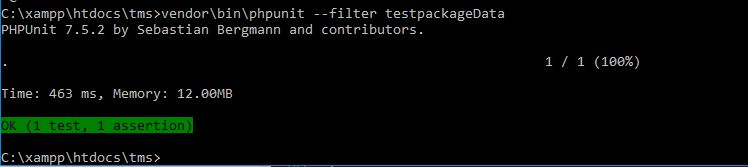 C:\xampp\htdocs\tms>vendor\bin\phpunit --filter testpackageData
PHPUnit 7.5.2 by Sebastian Bergmann and contributors.
. 1 / 1 (100%)
Time: 463 ms, Memory: 12.00MB
OK (1 test, 1 assertion)
C:\xampp\htdocs\tms>